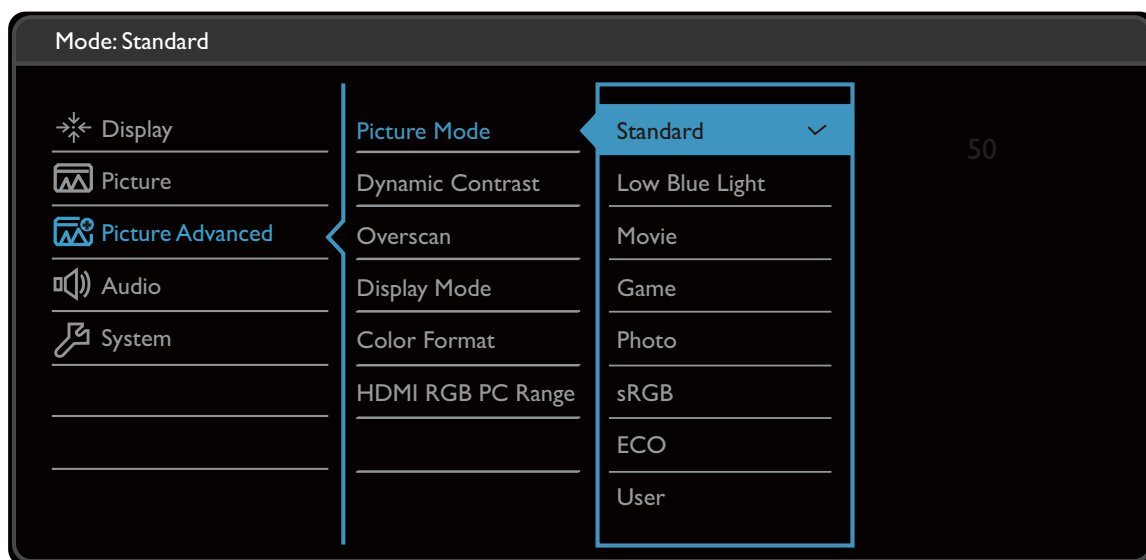 Mode: Standard
Display
Picture
Picture Advanced
Audio
System
Picture Mode
Dynamic Contrast
Overscan
Display Mode
Color Format
HDMI RGB PC Range
Standard
Low Blue Light
Movie
Game
Photo
sRGB
ECO
User
50